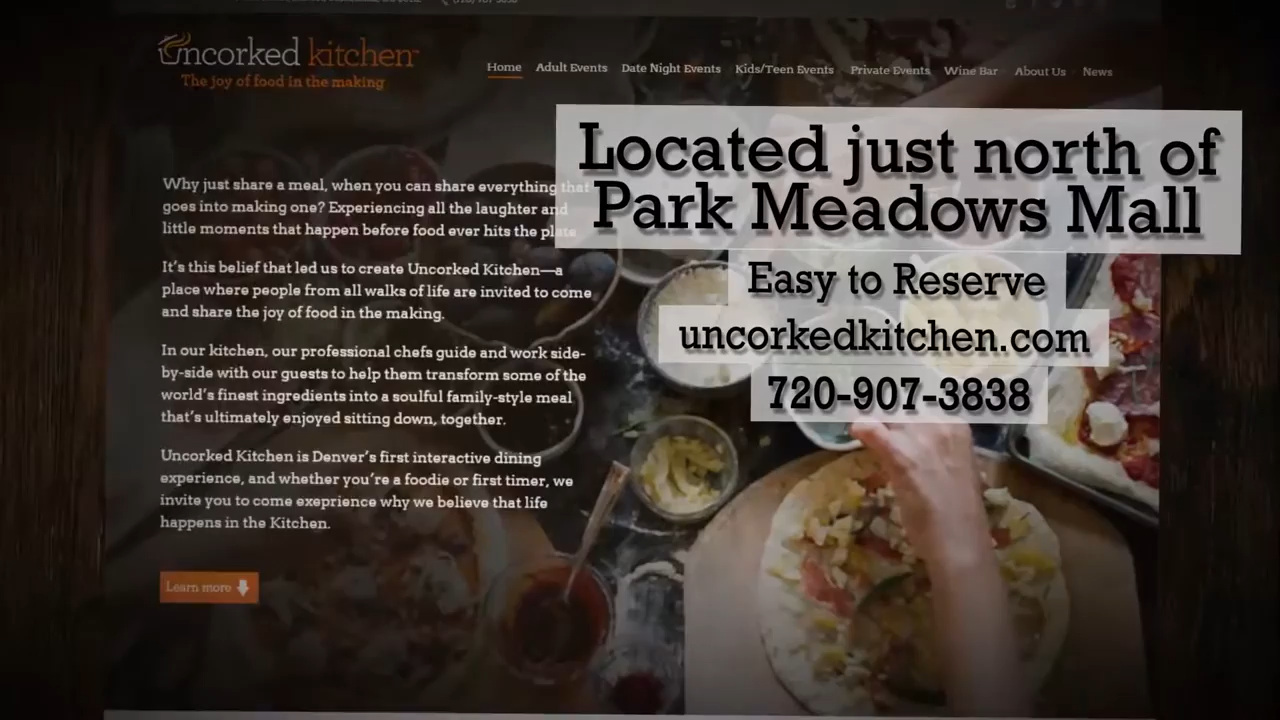 uncorked kitchen
The joy of food in the making
Home Adult Events Date Night Events Kids/Teen Events Private Events Wine Bar About Us News
Located just north of
Park Meadows Mall
Easy to Reserve
uncorkedkitchen.com
720-907-3838
Why just share a meal, when you can share everything that
goes into making one? Experiencing all the laughter and
little moments that happen before food ever hits the plate
It's this belief that led us to create Uncorked Kitchen—a
place where people from all walks of life are invited to come
and share the joy of food in the making.
In our kitchen, our professional chefs guide and work side-
by-side with our guests to help them transform some of the
world's finest ingredients into a soulful family-style meal
that's ultimately enjoyed sitting down, together.
Uncorked Kitchen is Denver's first interactive dining
experience, and whether you're a foodie or first timer, we
invite you to come exeprience why we believe that life
happens in the Kitchen.
Learn more